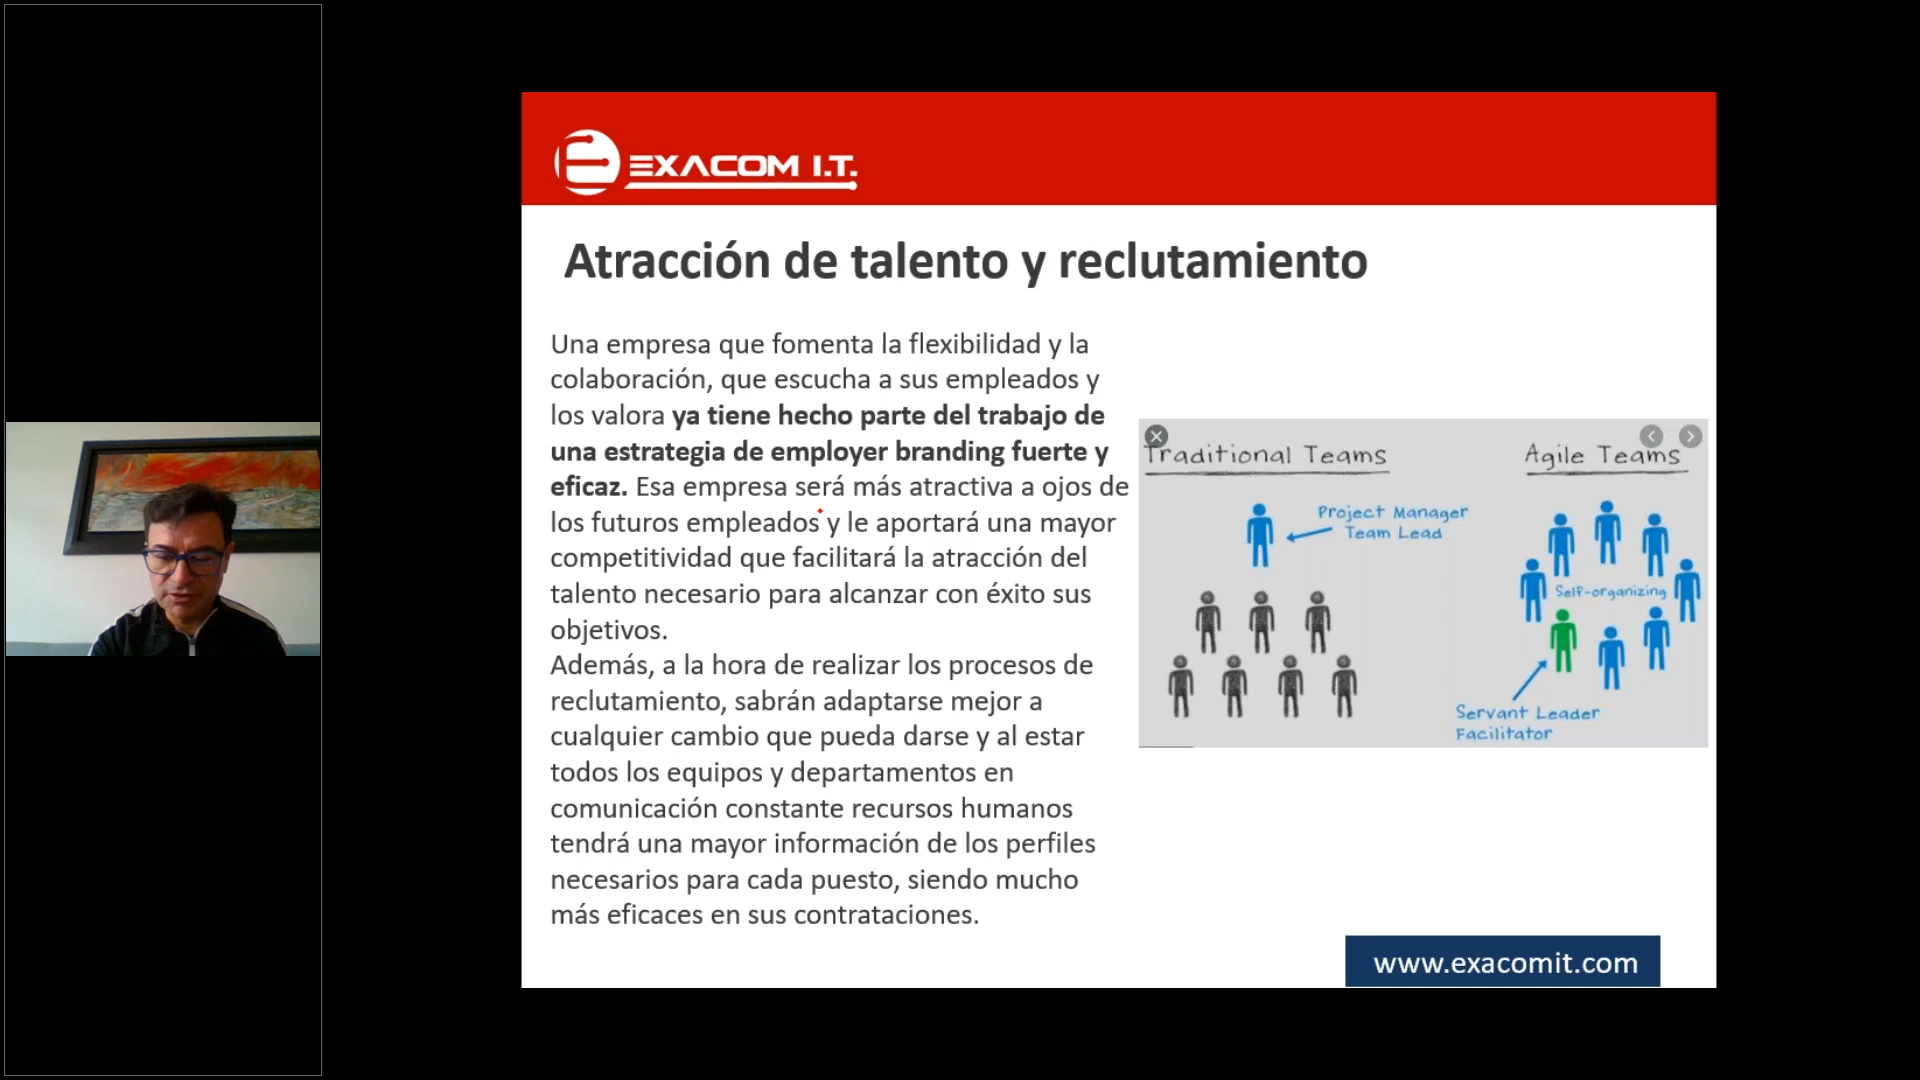 EXACOM I.T.
Atracción de talento y reclutamiento
Una empresa que fomenta la flexibilidad y la
colaboración, que escucha a sus empleados y
los valora ya tiene hecho parte del trabajo de
una estrategia de employer branding fuerte y
eficaz. Esa empresa será más atractiva a ojos de
los futuros empleados y le aportará una mayor
competitividad que facilitará la atracción del
talento necesario para alcanzar con éxito sus
objetivos.
Además, a la hora de realizar los procesos de
reclutamiento, sabrán adaptarse mejor a
cualquier cambio que pueda darse y al estar
todos los equipos y departamentos en
comunicación constante recursos humanos
tendrá una mayor información de los perfiles
necesarios para cada puesto, siendo mucho
más eficaces en sus contrataciones.
Traditional Teams
Project Manager
Team Lead
Agile Teams
Self-organizing
Servant Leader
Facilitator
www.exacomit.com